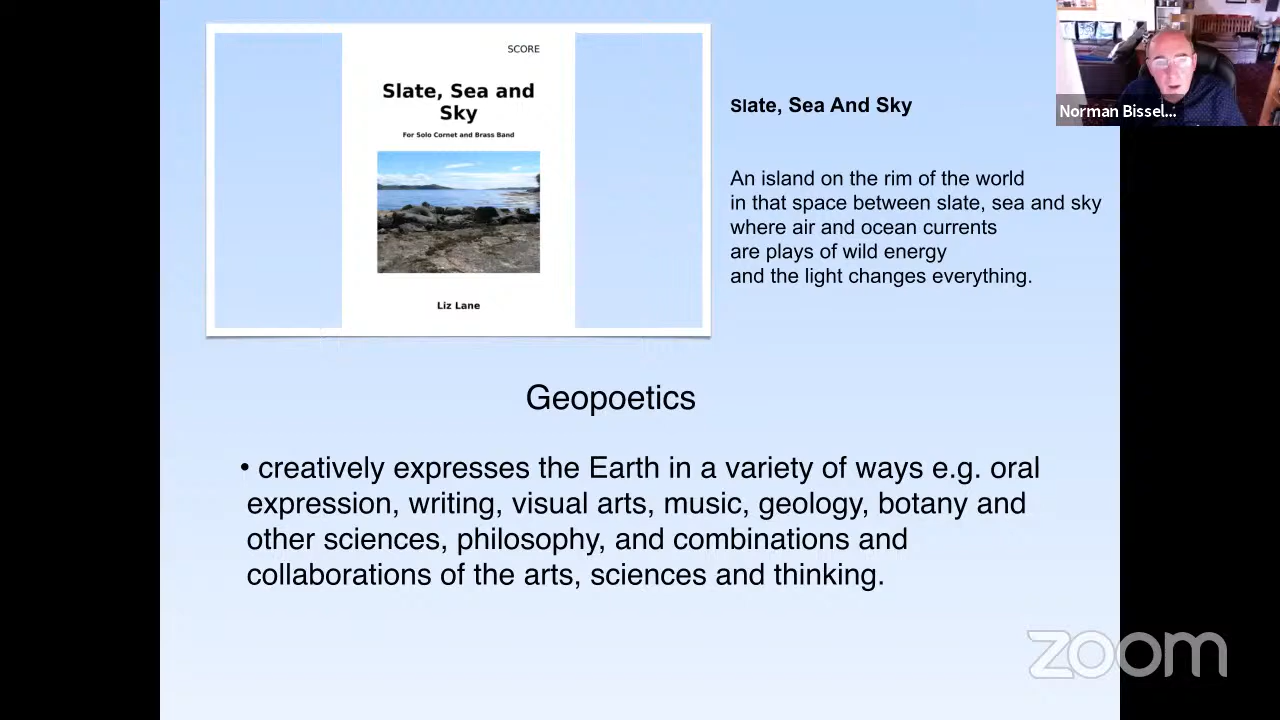 SCORE
Slate, Sea and
Sky
For Solo Cornet and Brass Band
Liz Lane
Slate, Sea And Sky
An island on the rim of the world
in that space between slate, sea and sky
where air and ocean currents
are plays of wild energy
and the light changes everything.
Norman Bissel...
Geopoetics
• creatively expresses the Earth in a variety of ways e.g. oral
expression, writing, visual arts, music, geology, botany and
other sciences, philosophy, and combinations and
collaborations of the arts, sciences and thinking.
zoom